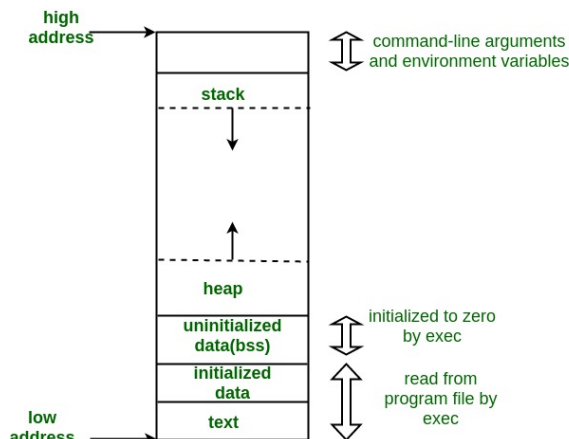 high
address
command-line arguments
and environment variables
stack
heap
uninitialized
data(bss)
initialized to zero
by exec
initialized
data
read from
program file by
exec
text
low
address